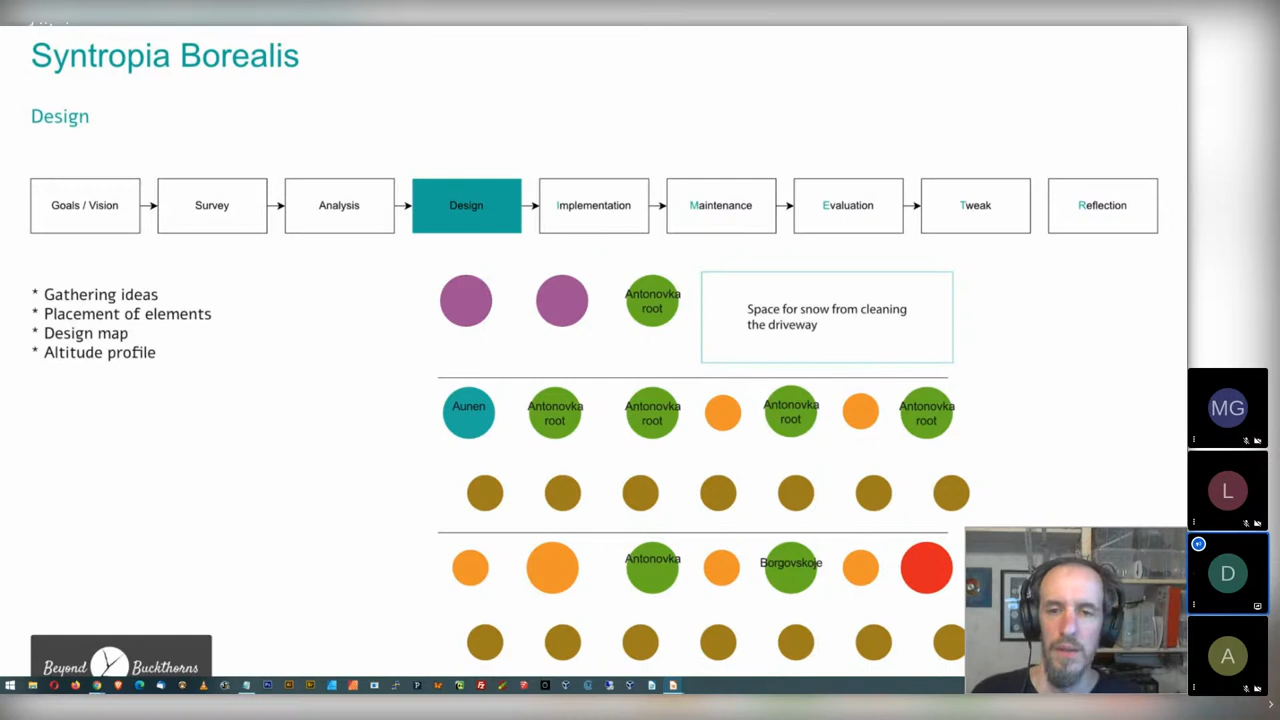 Syntropia Borealis
Design
Goals / Vision
Survey
Analysis
Design
Implementation
Maintenance
Evaluation
Tweak
Reflection
* Gathering ideas
* Placement of elements
* Design map
* Altitude profile
Antonovka
root
Space for snow from cleaning
the driveway
Aunen
Antonovka
root
Antonovka
root
Antonovka
root
Antonovka
root
Antonovka
Borgovskoje
Beyond Buckthorns
MG
L
D
A